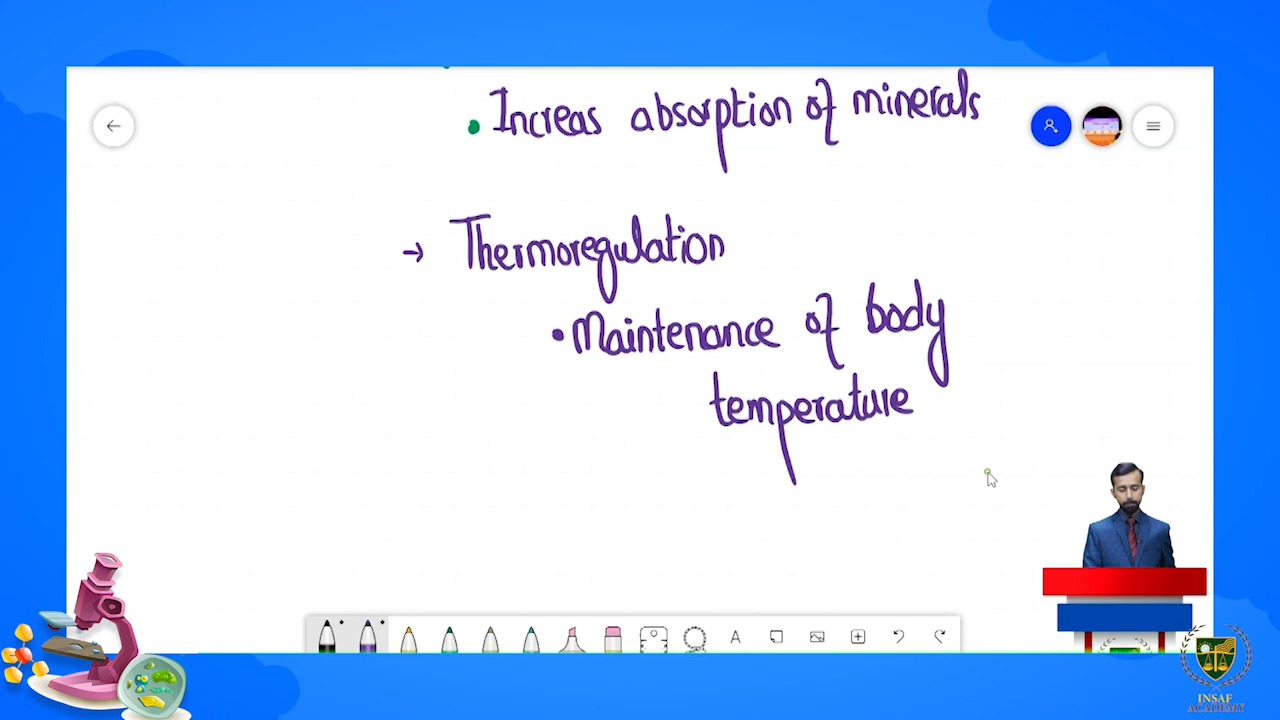 • Increas absorption of minerals
→ Thermoregulation
• Maintenance of body
temperature
A
INSAF
ACADEMY